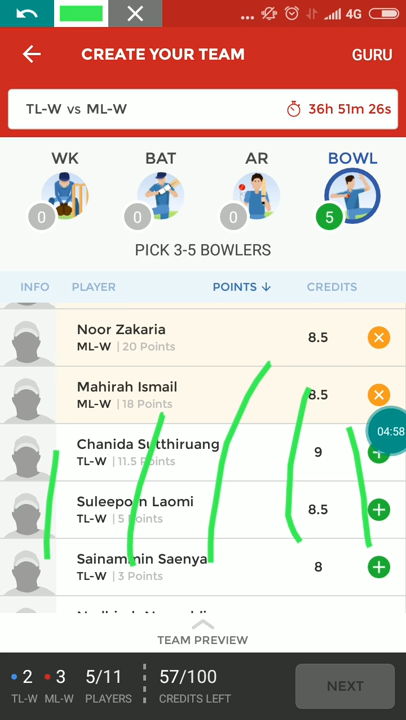 4G
CREATE YOUR TEAM
GURU
TL-W vs ML-W
36h 51m 26s
WK
BAT
AR
BOWL
0
0
0
5
PICK 3-5 BOWLERS
INFO PLAYER POINTS ↓ CREDITS
Noor Zakaria
ML-W | 20 Points
8.5
Mahirah Ismail
ML-W | 18 Points
8.5
04:58
Chanida Sutthiruang
TL-W | 11.5 Points
9
Suleeporn Laomi
TL-W | 5 Points
8.5
Sainammin Saenya
TL-W | 3 Points
8
TEAM PREVIEW
2 3 5/11 57/100
TL-W ML-W PLAYERS CREDITS LEFT
NEXT